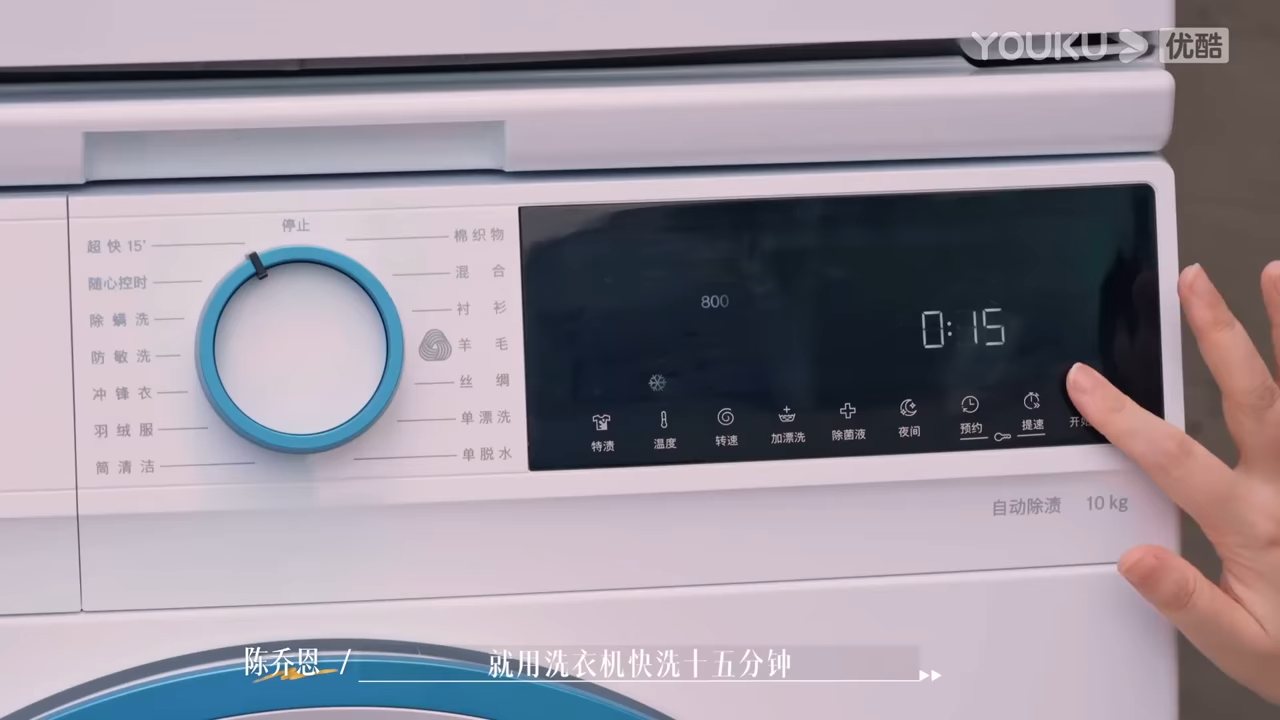 YOUKU 优酷
停止
超快15'
随心控时
除螨洗
防敏洗
冲锋衣
羽绒服
筒清洁
棉织物
混合
衬衫
羊毛
丝绸
单漂洗
单脱水
800
0:15
特渍 温度 转速 加漂洗 除菌液 夜间 预约 提速 开始
自动除渍 10 kg
陈乔恩 / 就用洗衣机快洗十五分钟